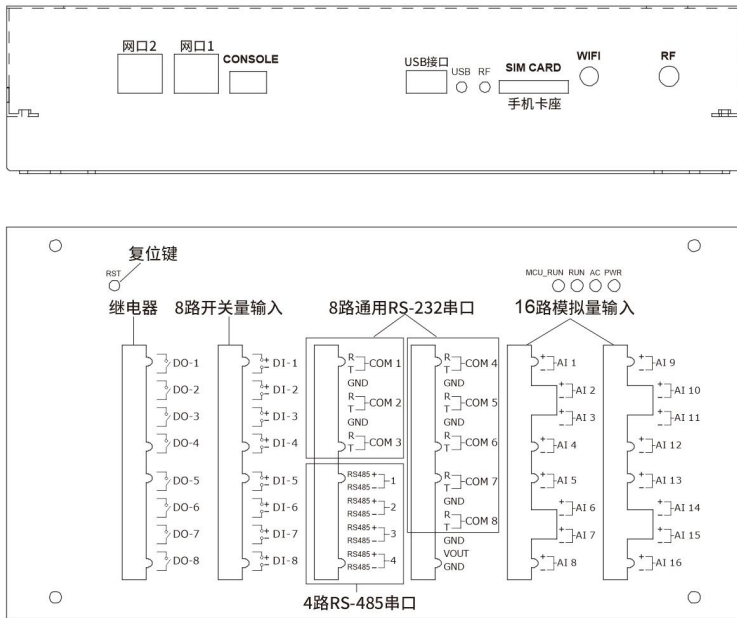 网口2 网口1 CONSOLE USB接口 USB RF SIM CARD WIFI RF
手机卡座
复位键
RST
MCU_RUN RUN AC PWR
继电器 8路开关量输入 8路通用RS-232串口 16路模拟量输入
DO-1
DO-2
DO-3
DO-4
DO-5
DO-6
DO-7
DO-8
DI-1
DI-2
DI-3
DI-4
DI-5
DI-6
DI-7
DI-8
R
T
COM 1
GND
R
T
COM 2
GND
R
T
COM 3
RS485 +
RS485 -
1
RS485 +
RS485 -
2
RS485 +
RS485 -
3
RS485 +
RS485 -
4
R
T
COM 4
GND
R
T
COM 5
GND
R
T
COM 6
R
T
COM 7
GND
R
T
COM 8
GND
VOUT
GND
+
-
AI 1
+
-
AI 2
+
-
AI 3
+
-
AI 4
+
-
AI 5
+
-
AI 6
+
-
AI 7
+
-
AI 8
+
-
AI 9
+
-
AI 10
+
-
AI 11
+
-
AI 12
+
-
AI 13
+
-
AI 14
+
-
AI 15
+
-
AI 16
4路RS-485串口